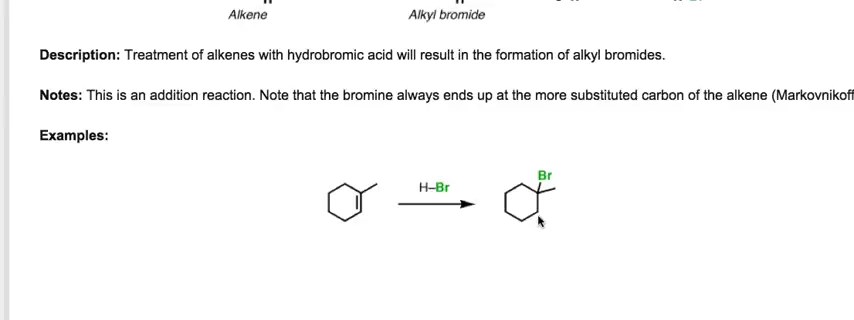 Alkene Alkyl bromide
Description: Treatment of alkenes with hydrobromic acid will result in the formation of alkyl bromides.
Notes: This is an addition reaction. Note that the bromine always ends up at the more substituted carbon of the alkene (Markovnikoff
Examples:
Br
H–Br